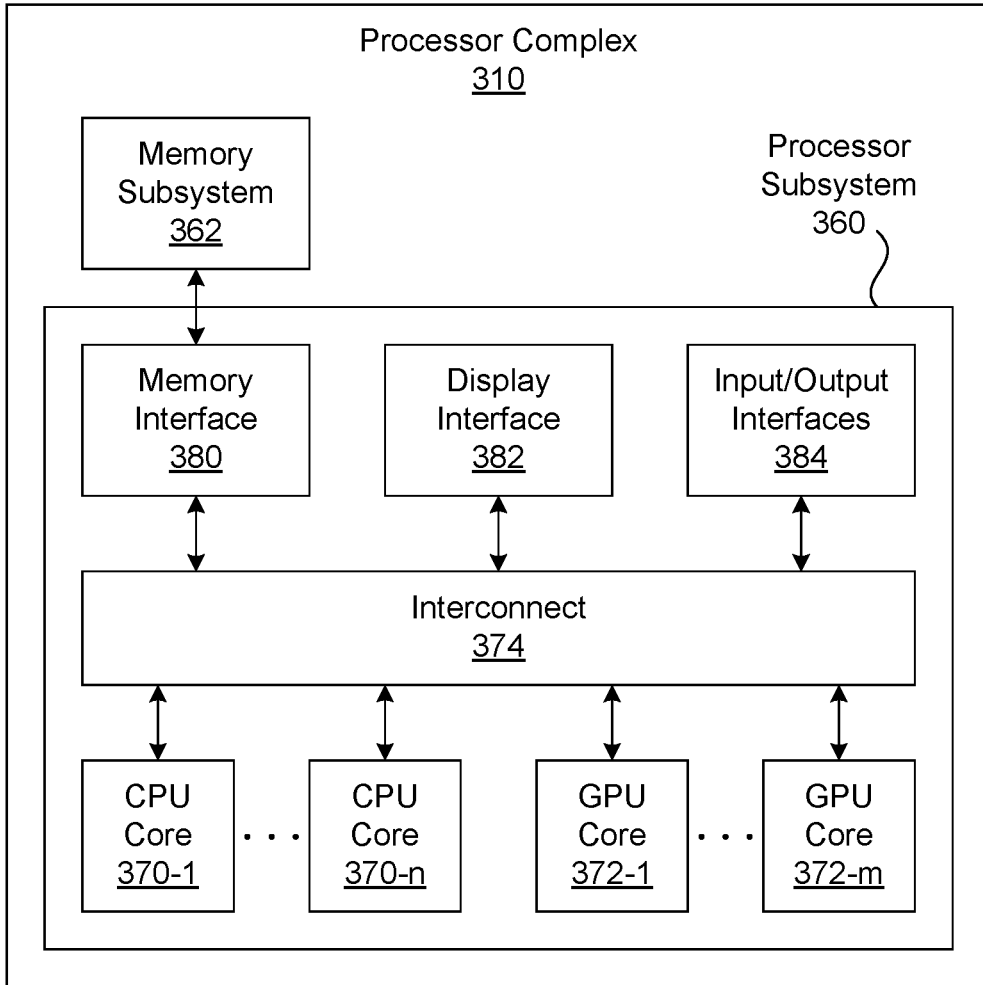 Processor Complex
310
Memory
Subsystem
362
Processor
Subsystem
360
Memory
Interface
380
Display
Interface
382
Input/Output
Interfaces
384
Interconnect
374
CPU
Core
370-1
. . .
CPU
Core
370-n
GPU
Core
372-1
. . .
GPU
Core
372-m